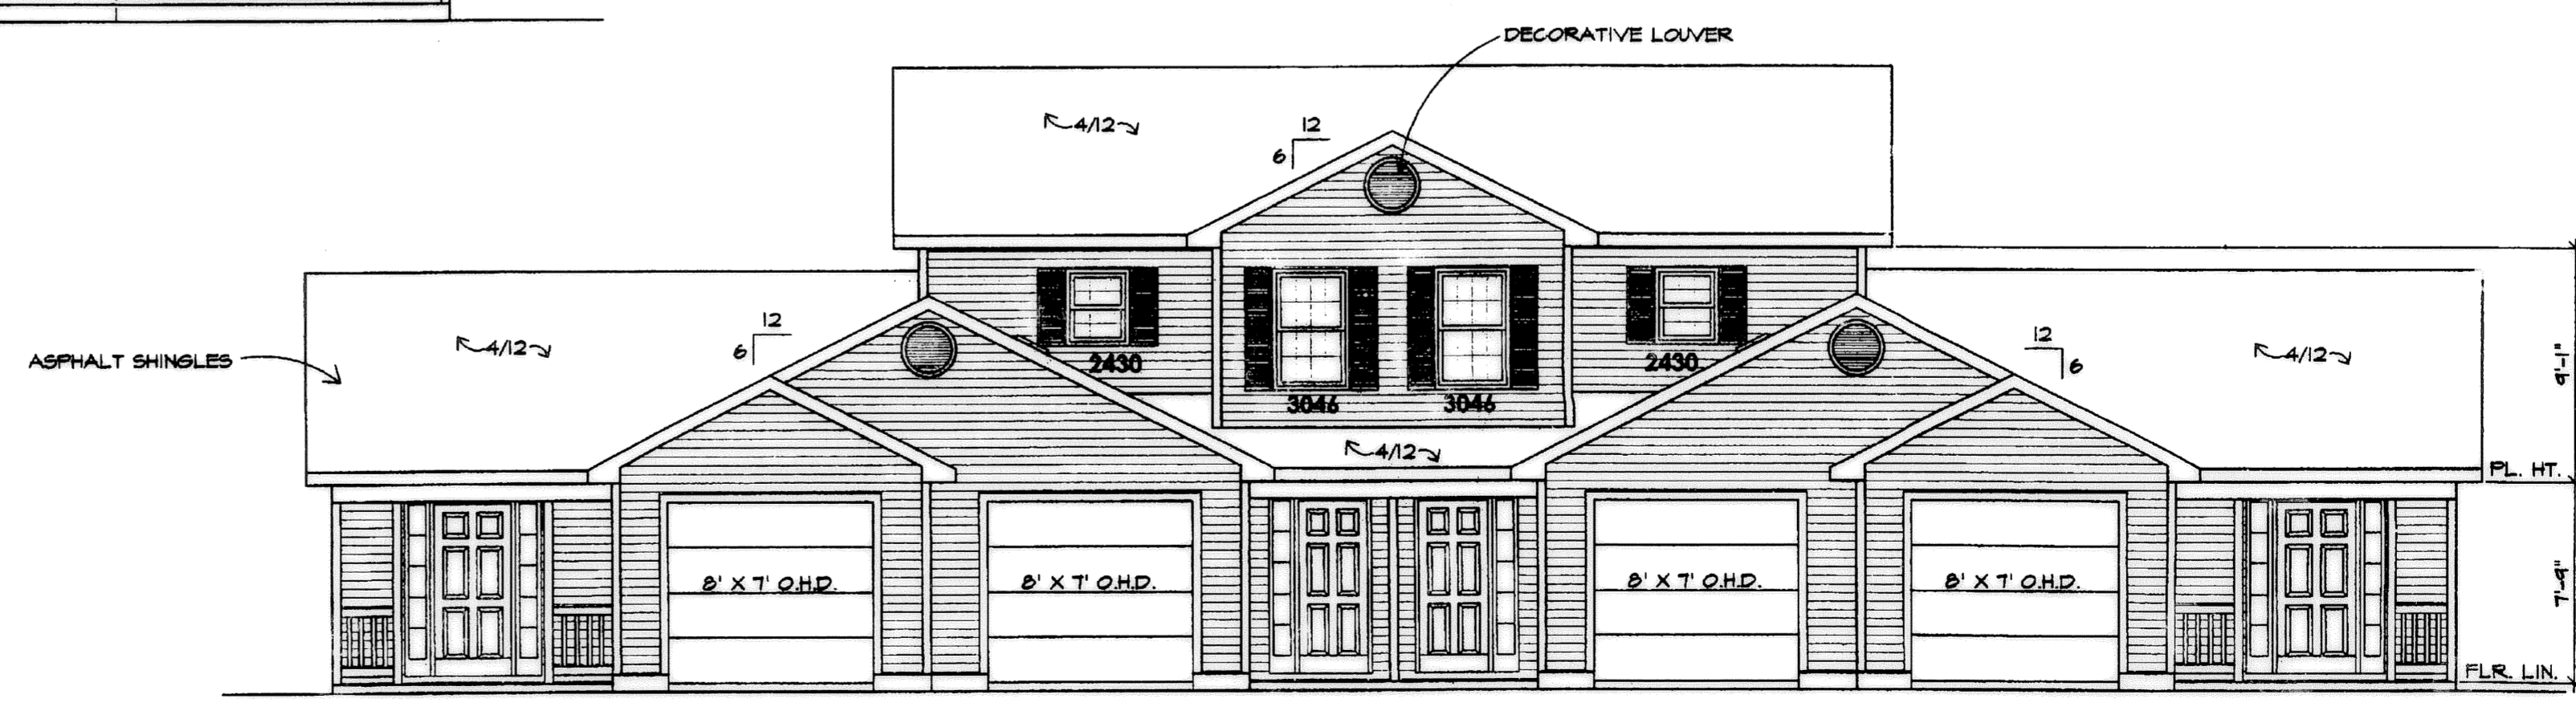 DECORATIVE LOUVER
4/12
12
6
2430
2430
3046
3046
12
6
12
6
ASPHALT SHINGLES
4/12
4/12
9'-1"
4/12
PL. HT.
8' X 7' O.H.D.
8' X 7' O.H.D.
8' X 7' O.H.D.
8' X 7' O.H.D.
7'-9"
FLR. LIN.